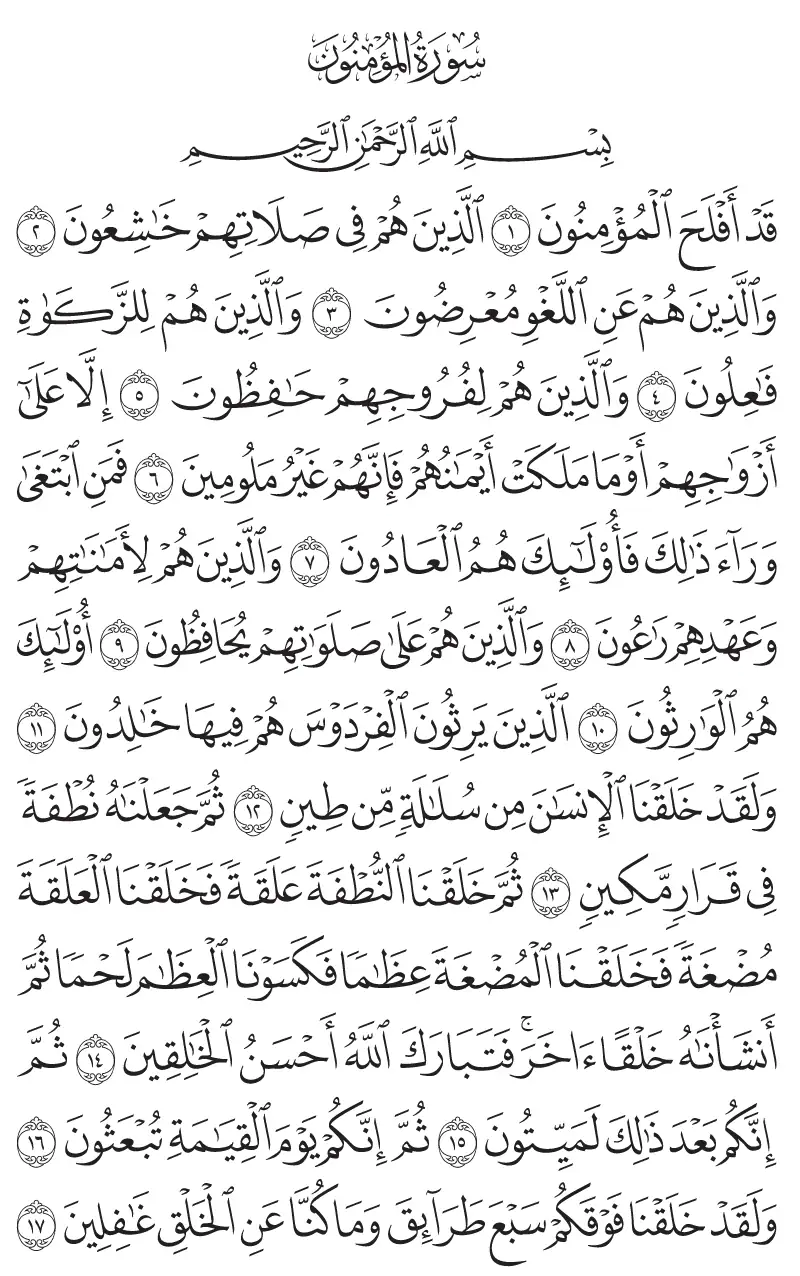 سُورَةُ المُؤْمِنُونَ
بِسْمِ ٱللَّهِ ٱلرَّحْمَٰنِ ٱلرَّحِيمِ
قَدْ أَفْلَحَ ٱلْمُؤْمِنُونَ ١ ٱلَّذِينَ هُمْ فِى صَلَاتِهِمْ خَٰشِعُونَ ٢
وَٱلَّذِينَ هُمْ عَنِ ٱللَّغْوِ مُعْرِضُونَ ٣ وَٱلَّذِينَ هُمْ لِلزَّكَوٰةِ
فَٰعِلُونَ ٤ وَٱلَّذِينَ هُمْ لِفُرُوجِهِمْ حَٰفِظُونَ ٥ إِلَّا عَلَىٰٓ
أَزْوَٰجِهِمْ أَوْ مَا مَلَكَتْ أَيْمَٰنُهُمْ فَإِنَّهُمْ غَيْرُ مَلُومِينَ ٦ فَمَنِ ٱبْتَغَىٰ
وَرَآءَ ذَٰلِكَ فَأُو۟لَٰٓئِكَ هُمُ ٱلْعَادُونَ ٧ وَٱلَّذِينَ هُمْ لِأَمَٰنَٰتِهِمْ
وَعَهْدِهِمْ رَٰعُونَ ٨ وَٱلَّذِينَ هُمْ عَلَىٰ صَلَوَٰتِهِمْ يُحَافِظُونَ ٩ أُو۟لَٰٓئِكَ
هُمُ ٱلْوَٰرِثُونَ ١٠ ٱلَّذِينَ يَرِثُونَ ٱلْفِرْدَوْسَ هُمْ فِيهَا خَٰلِدُونَ ١١
وَلَقَدْ خَلَقْنَا ٱلْإِنسَٰنَ مِن سُلَٰلَةٍ مِّن طِينٍ ١٢ ثُمَّ جَعَلْنَٰهُ نُطْفَةً
فِى قَرَارٍ مَّكِينٍ ١٣ ثُمَّ خَلَقْنَا ٱلنُّطْفَةَ عَلَقَةً فَخَلَقْنَا ٱلْعَلَقَةَ
مُضْغَةً فَخَلَقْنَا ٱلْمُضْغَةَ عِظَٰمًا فَكَسَوْنَا ٱلْعِظَٰمَ لَحْمًا ثُمَّ
أَنشَأْنَٰهُ خَلْقًا ءَاخَرَ ۚ فَتَبَارَكَ ٱللَّهُ أَحْسَنُ ٱلْخَٰلِقِينَ ١٤ ثُمَّ
إِنَّكُم بَعْدَ ذَٰلِكَ لَمَيِّتُونَ ١٥ ثُمَّ إِنَّكُمْ يَوْمَ ٱلْقِيَٰمَةِ تُبْعَثُونَ ١٦
وَلَقَدْ خَلَقْنَا فَوْقَكُمْ سَبْعَ طَرَآئِقَ وَمَا كُنَّا عَنِ ٱلْخَلْقِ غَٰفِلِينَ ١٧